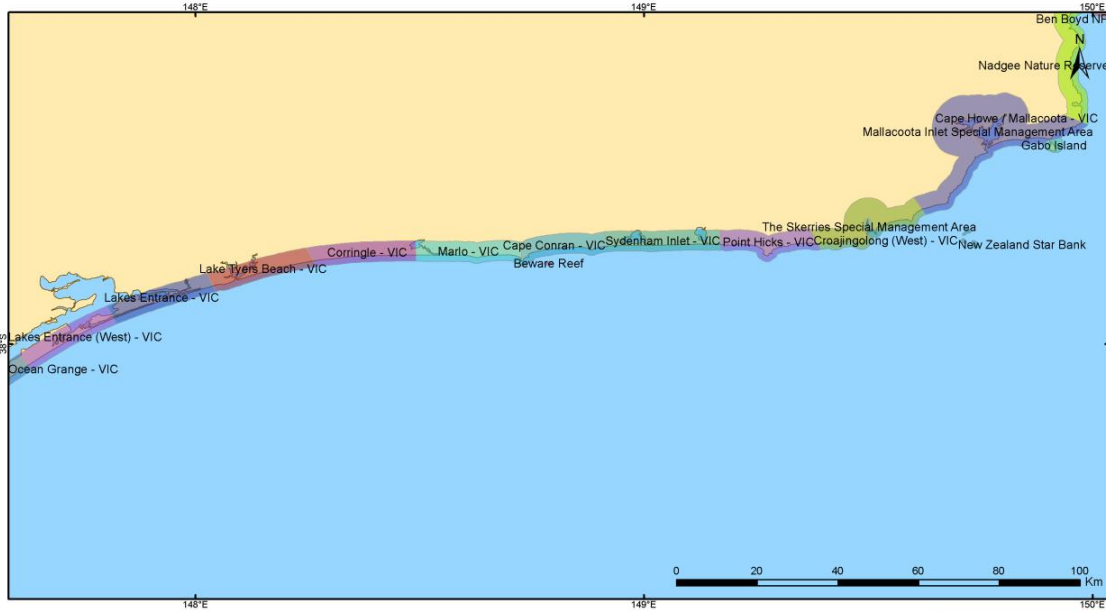 148°E
149°E
150°E
Ben Boyd NP
N
Nadgee Nature Reserve
Cape Howe / Mallacoota - VIC
Mallacoota Inlet Special Management Area
Gabo Island
The Skerries Special Management Area
Croajingolong (West) - VIC
New Zealand Star Bank
Point Hicks - VIC
Sydenham Inlet - VIC
Cape Conran - VIC
Beware Reef
Marlo - VIC
Corringle - VIC
Lake Tyers Beach - VIC
Lakes Entrance - VIC
Lakes Entrance (West) - VIC
38°S
Ocean Grange - VIC
0 20 40 60 80 100
Km
148°E
149°E
150°E